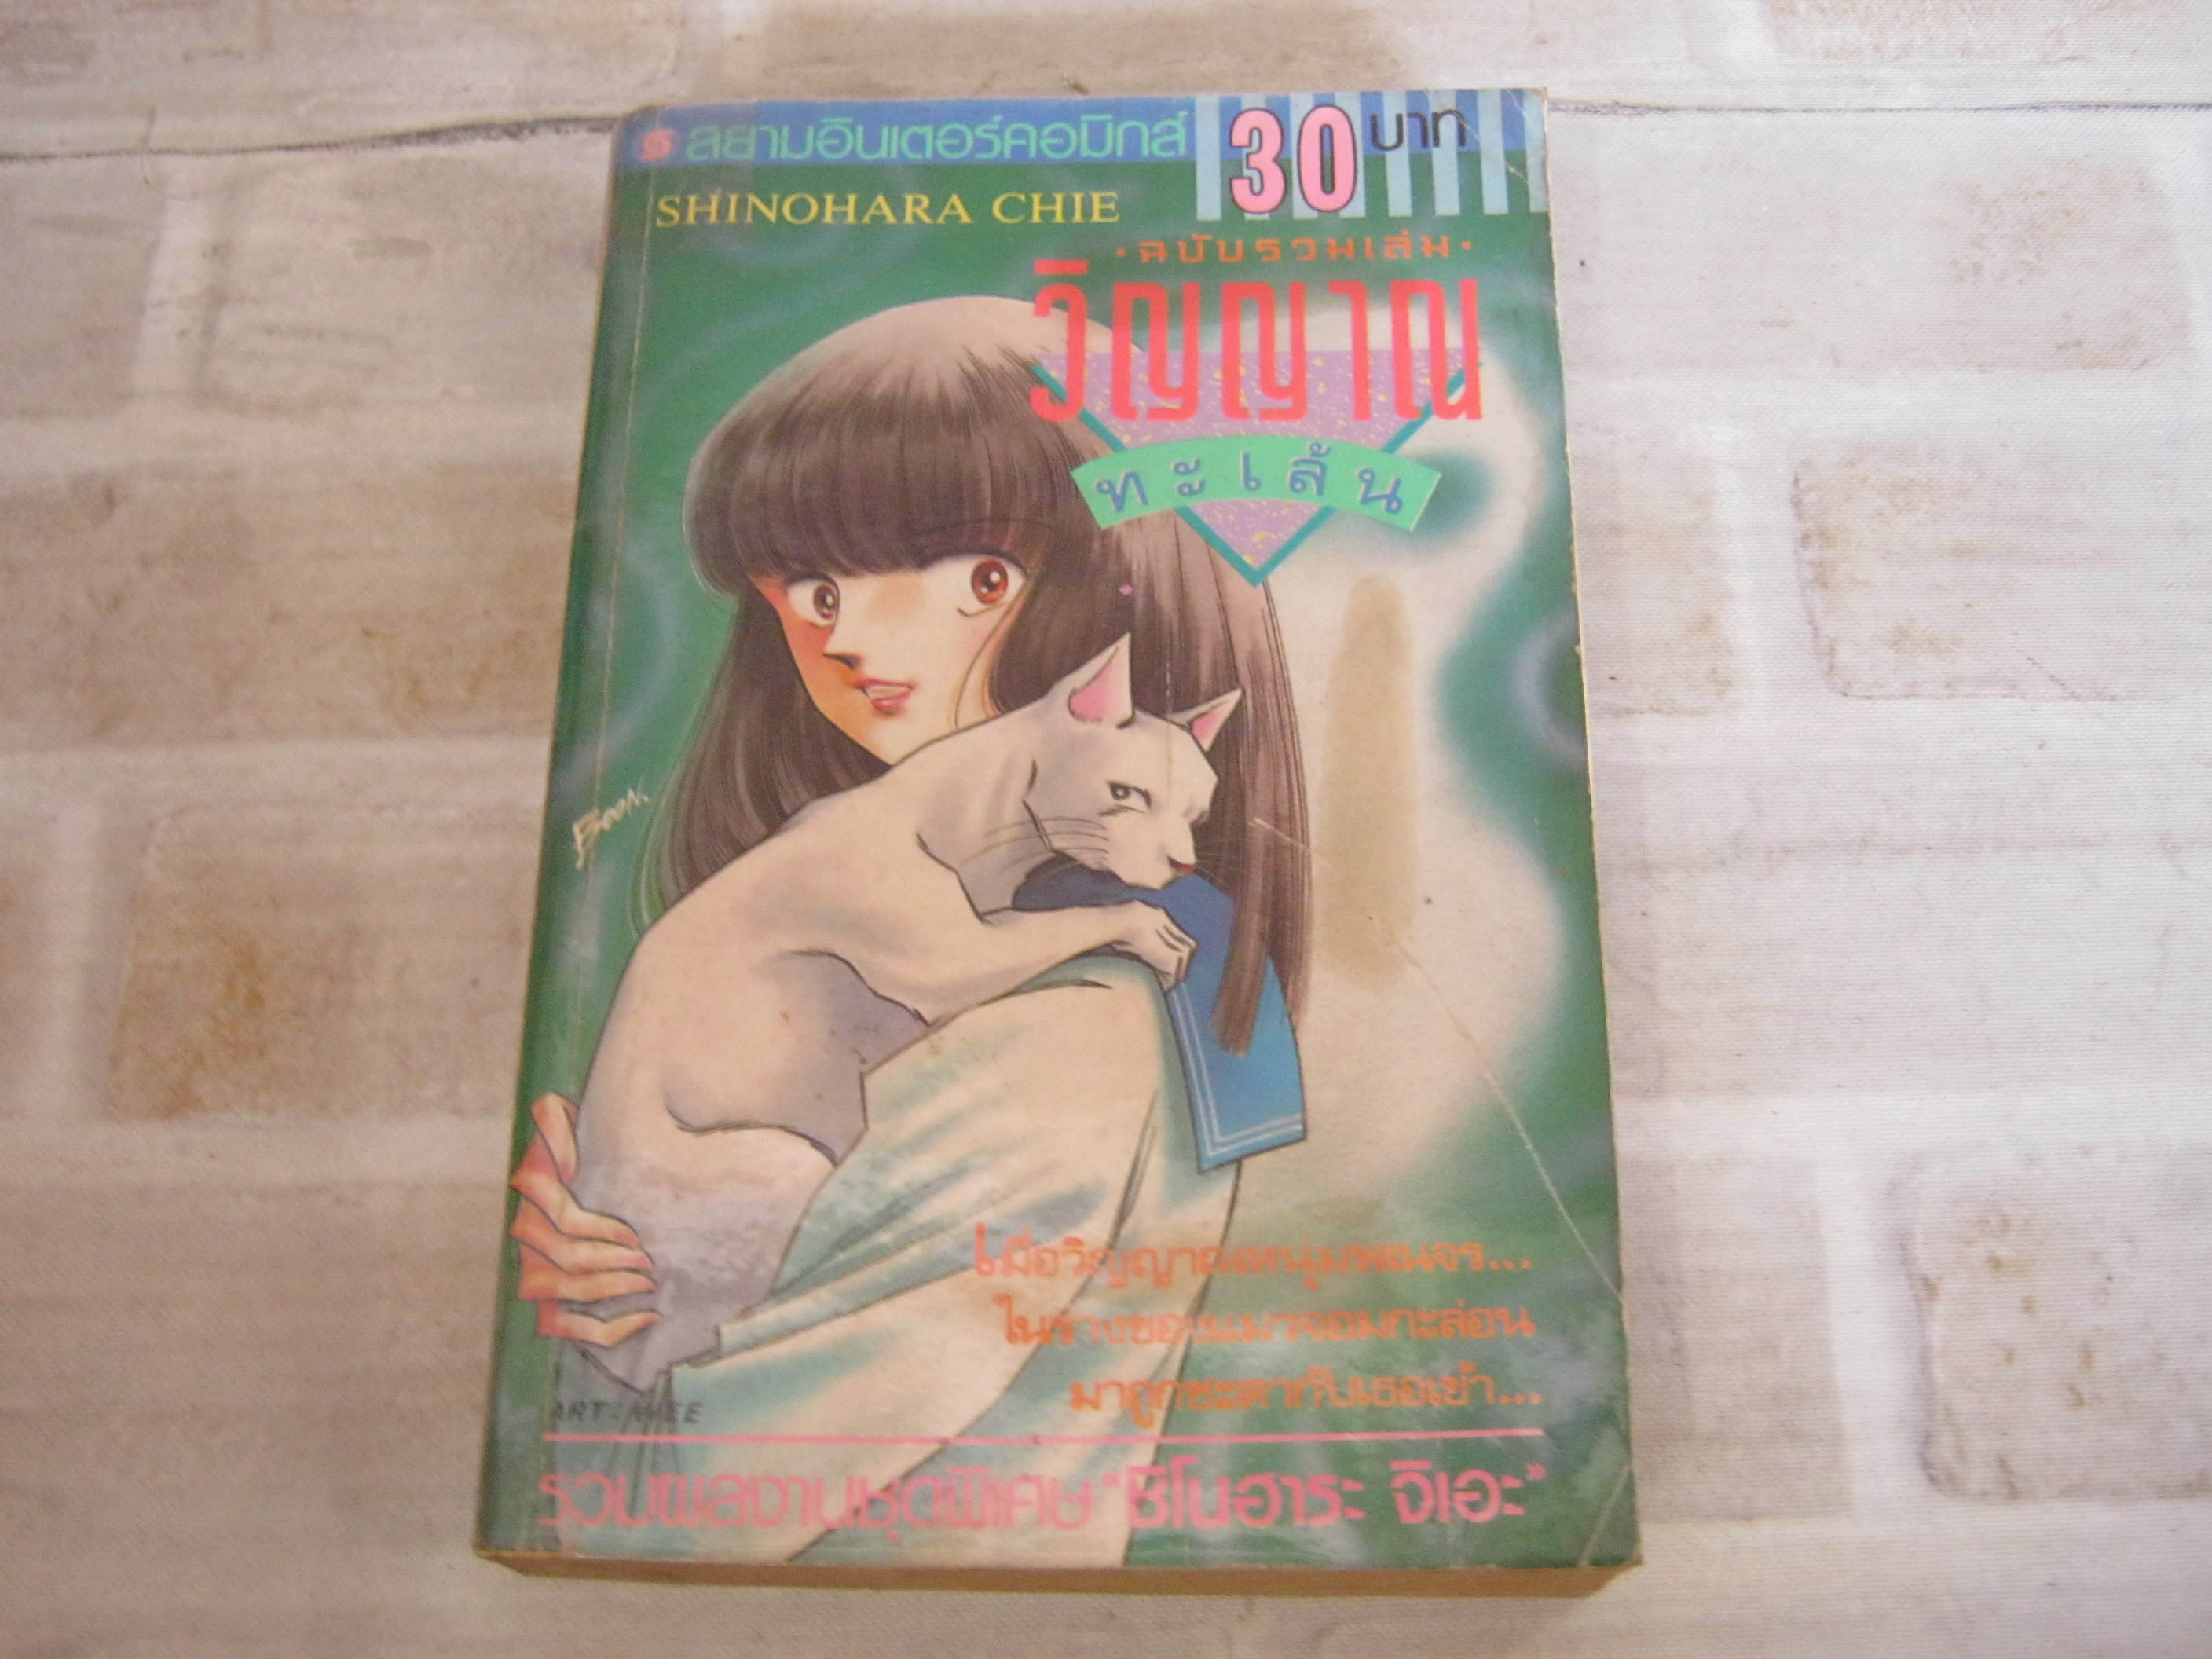 สยามอินเตอร์คอมิกส์
30 บาท
SHINOHARA CHIE
•ฉบับรวมเล่ม•
วิญญาณ
ทะเล้น
Boon.
เมื่อวิญญาณหนุ่มพเนจร...
ในร่างของแมวจอมกะล่อน
มาถูกชะตากับเธอเข้า...
ART:WEE
รวมผลงานชุดพิเศษ "ชิโนฮาระ จิเอะ"